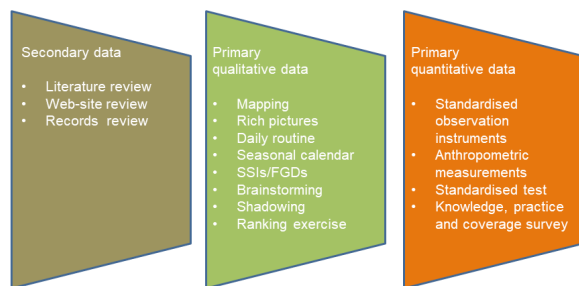 Secondary data
• Literature review
• Web-site review
• Records review
Primary
qualitative data
• Mapping
• Rich pictures
• Daily routine
• Seasonal calendar
• SSIs/FGDs
• Brainstorming
• Shadowing
• Ranking exercise
Primary
quantitative data
• Standardised
observation
instruments
• Anthropometric
measurements
• Standardised test
• Knowledge, practice
and coverage survey